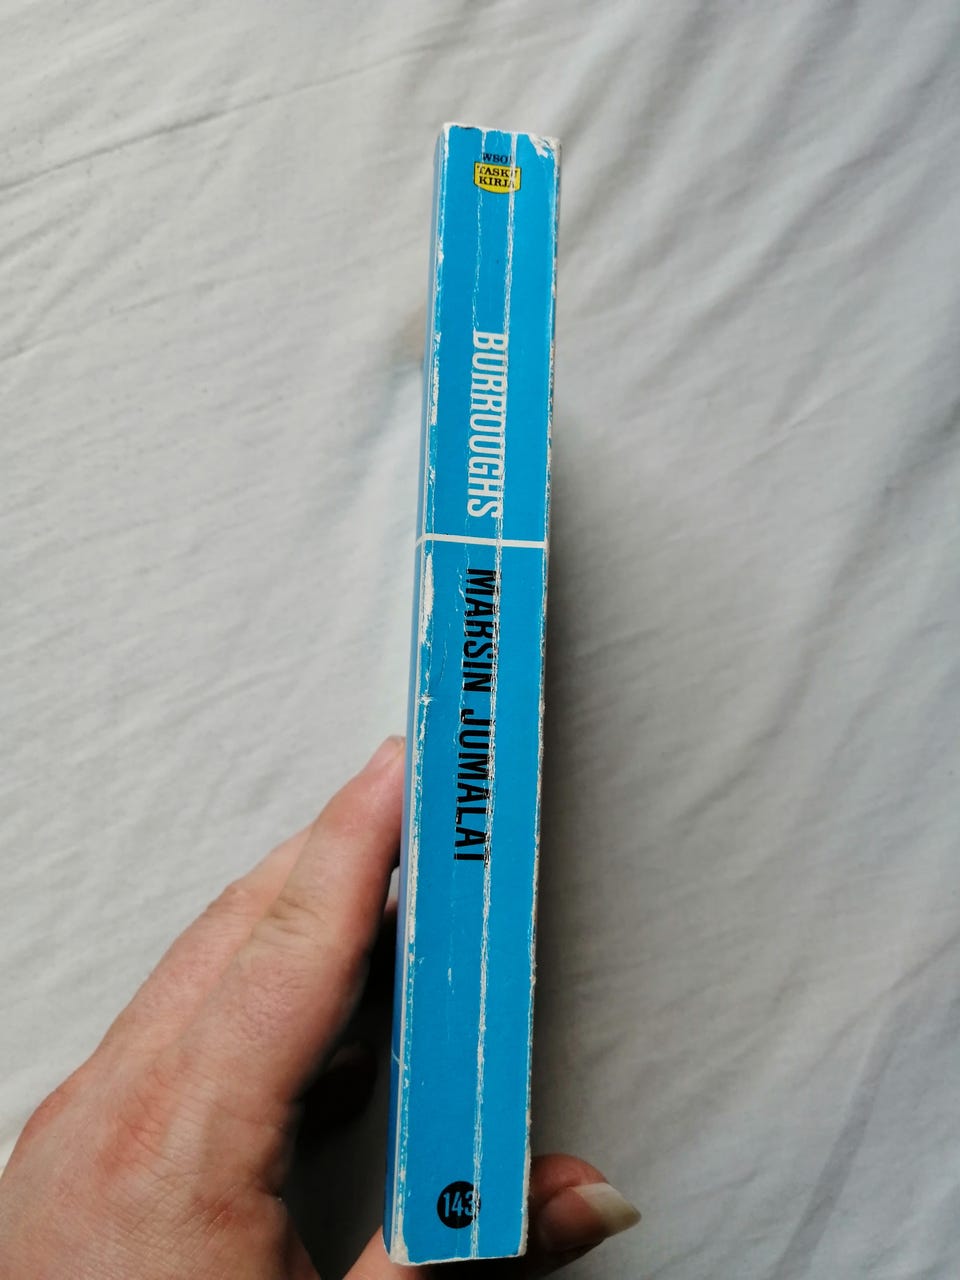 WSOY
TASKU
KIRJA
BURROUGHS
MARSIN JUMALAT
143